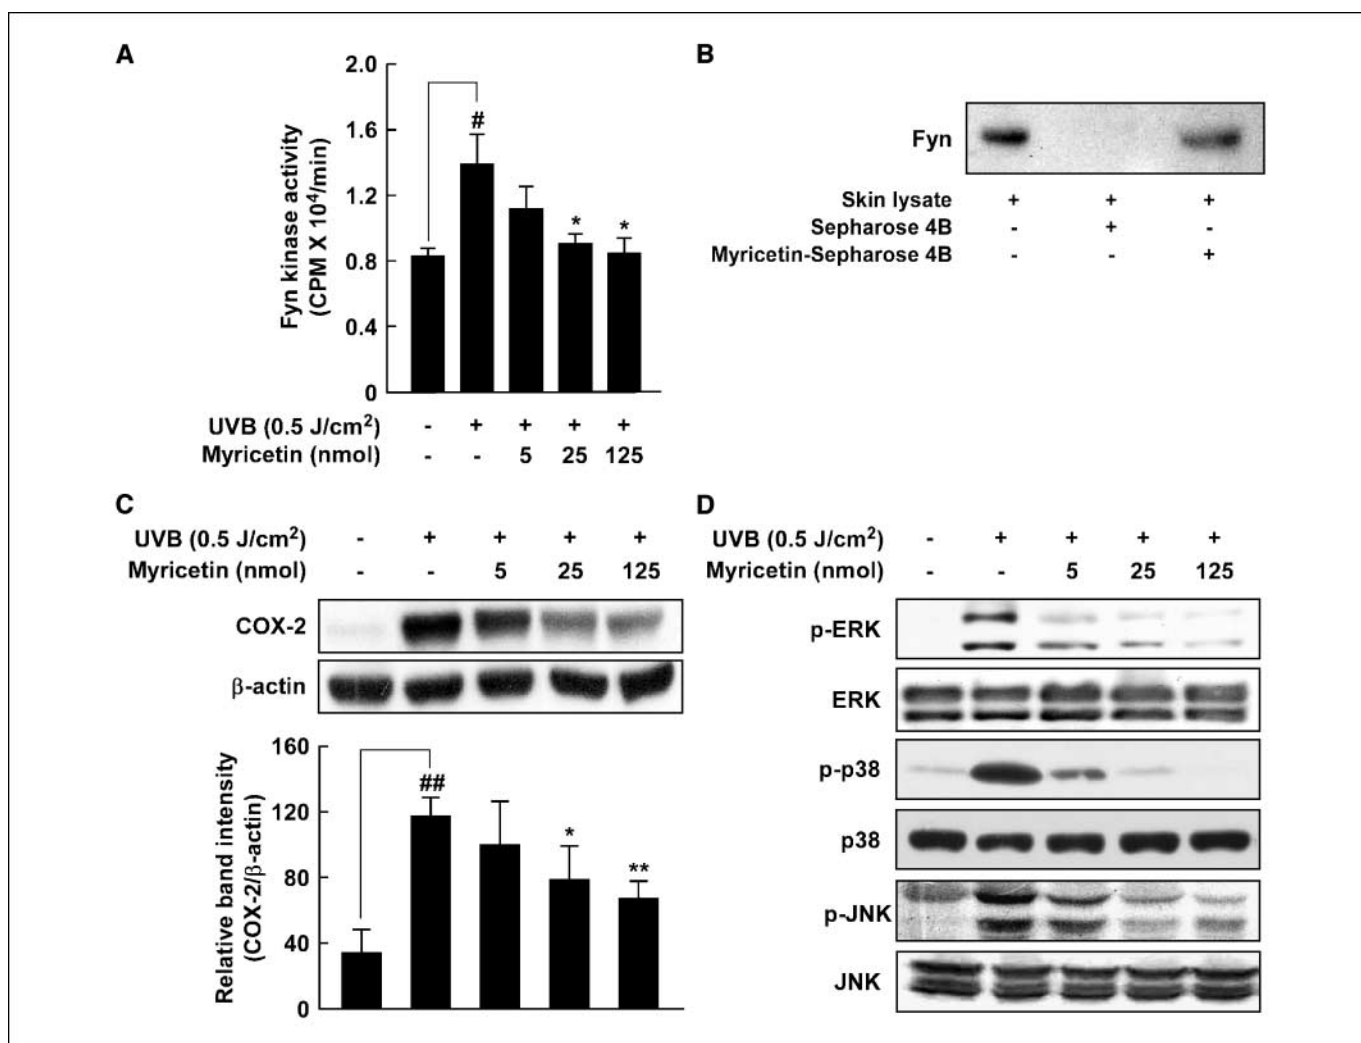 A
2.0
1.6
1.2
0.8
0.4
0
Fyn kinase activity
(CPM X 10⁴/min)
#
*
*
UVB (0.5 J/cm²) - + + + +
Myricetin (nmol) - - 5 25 125
B
Fyn
Skin lysate + + +
Sepharose 4B - + -
Myricetin-Sepharose 4B - - +
C
UVB (0.5 J/cm²) - + + + +
Myricetin (nmol) - - 5 25 125
COX-2
β-actin
160
120
80
40
0
Relative band intensity
(COX-2/β-actin)
##
*
**
D
UVB (0.5 J/cm²) - + + + +
Myricetin (nmol) - - 5 25 125
p-ERK
ERK
p-p38
p38
p-JNK
JNK